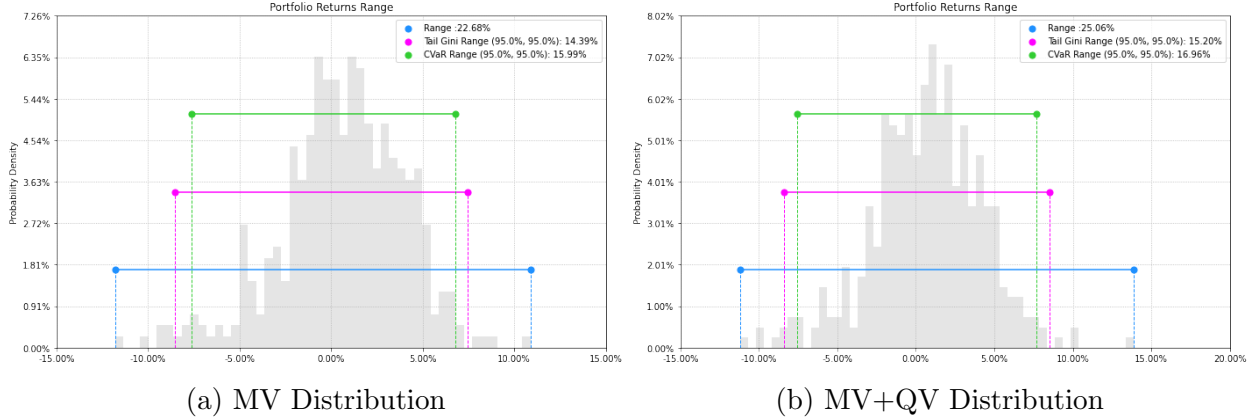 Portfolio Returns Range
7.26%
6.35%
5.44%
4.54%
3.63%
2.72%
1.81%
0.91%
0.00%
Probability Density
Range :22.68%
Tail Gini Range (95.0%, 95.0%): 14.39%
CVaR Range (95.0%, 95.0%): 15.99%
-15.00%
-10.00%
-5.00%
0.00%
5.00%
10.00%
15.00%
(a) MV Distribution
Portfolio Returns Range
8.02%
7.02%
6.02%
5.01%
4.01%
3.01%
2.01%
1.00%
0.00%
Probability Density
Range :25.06%
Tail Gini Range (95.0%, 95.0%): 15.20%
CVaR Range (95.0%, 95.0%): 16.96%
-15.00%
-10.00%
-5.00%
0.00%
5.00%
10.00%
15.00%
20.00%
(b) MV+QV Distribution